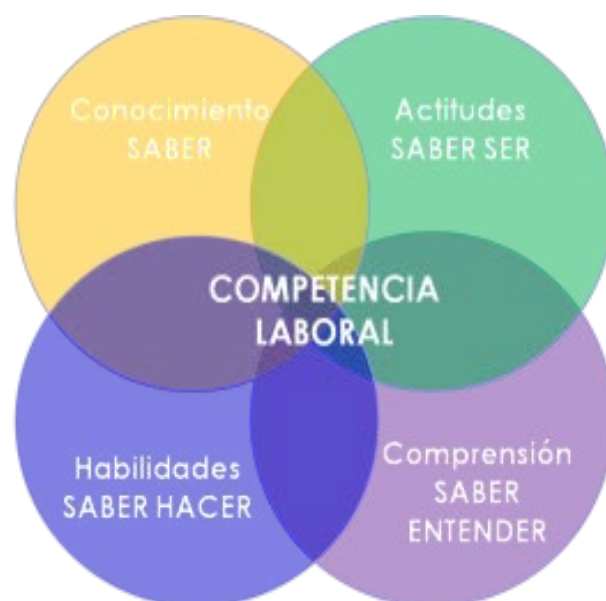 Conocimiento
SABER
Actitudes
SABER SER
COMPETENCIA
LABORAL
Habilidades
SABER HACER
Comprensión
SABER
ENTENDER